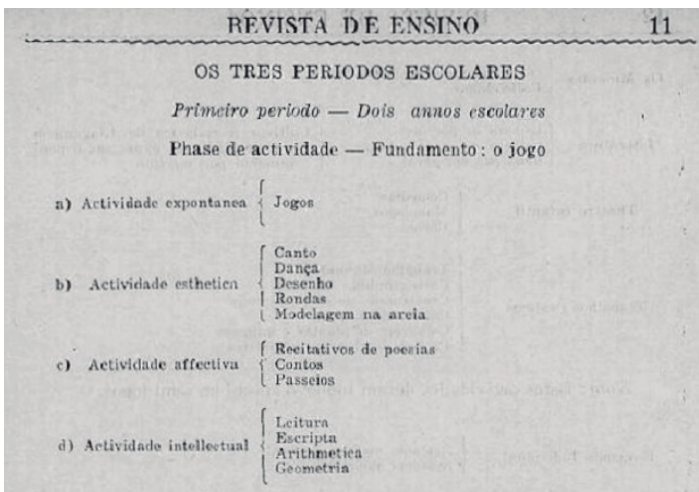 REVISTA DE ENSINO 11
OS TRES PERIODOS ESCOLARES
Primeiro periodo — Dois annos escolares
Phase de actividade — Fundamento : o jogo
a) Actividade expontanea { Jogos
b) Actividade esthetica { Canto
Dança
Desenho
Rondas
Modelagem na areia
c) Actividade affectiva { Recitativos de poesias
Contos
Passeios
d) Actividade intellectual { Leitura
Escripta
Arithmetica
Geometria